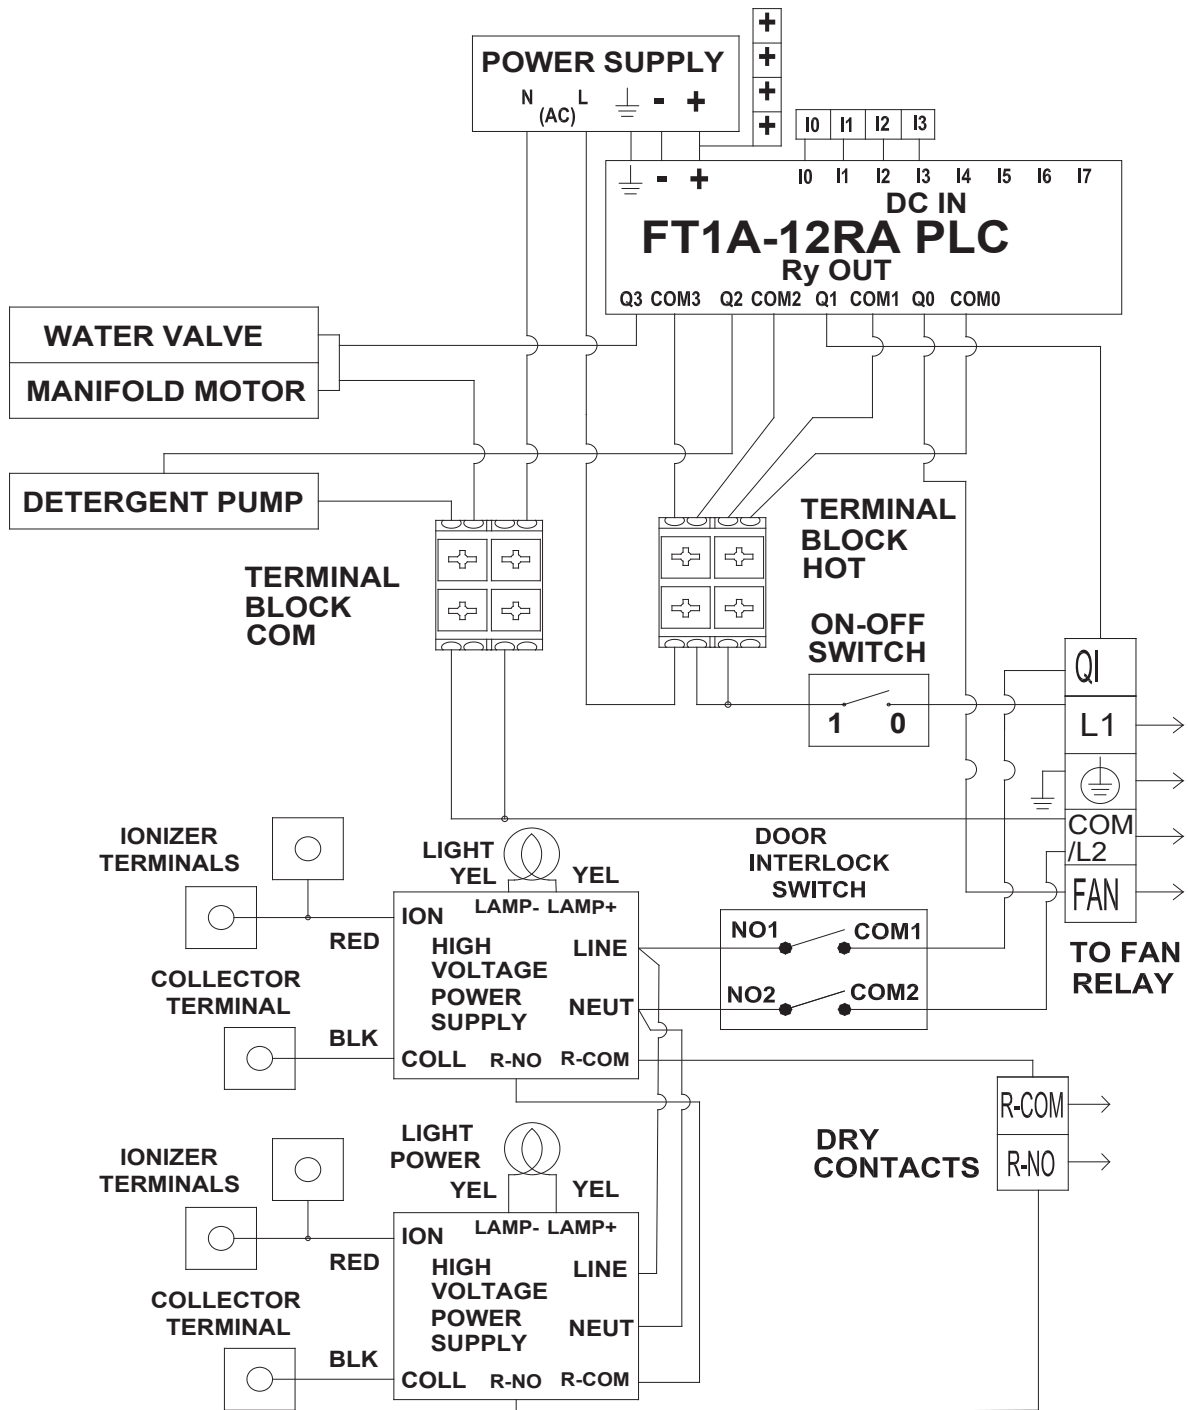 +
+
+
+
POWER SUPPLY
N L - +
(AC)
I0 I1 I2 I3
- + I0 I1 I2 I3 I4 I5 I6 I7
DC IN
FT1A-12RA PLC
Ry OUT
Q3 COM3 Q2 COM2 Q1 COM1 Q0 COM0
WATER VALVE
MANIFOLD MOTOR
DETERGENT PUMP
TERMINAL
BLOCK
COM
TERMINAL
BLOCK
HOT
ON-OFF
SWITCH
1 0
QI
L1
COM
/L2
FAN
TO FAN
RELAY
IONIZER
TERMINALS
LIGHT
YEL YEL
LAMP- LAMP+
ION
RED
HIGH
VOLTAGE
POWER
SUPPLY
LINE
NEUT
COLLECTOR
TERMINAL
BLK
COLL R-NO R-COM
DOOR
INTERLOCK
SWITCH
NO1 COM1
NO2 COM2
R-COM
R-NO
DRY
CONTACTS
LIGHT
POWER
YEL YEL
IONIZER
TERMINALS
LAMP- LAMP+
ION
RED
HIGH
VOLTAGE
POWER
SUPPLY
LINE
NEUT
COLLECTOR
TERMINAL
BLK
COLL R-NO R-COM